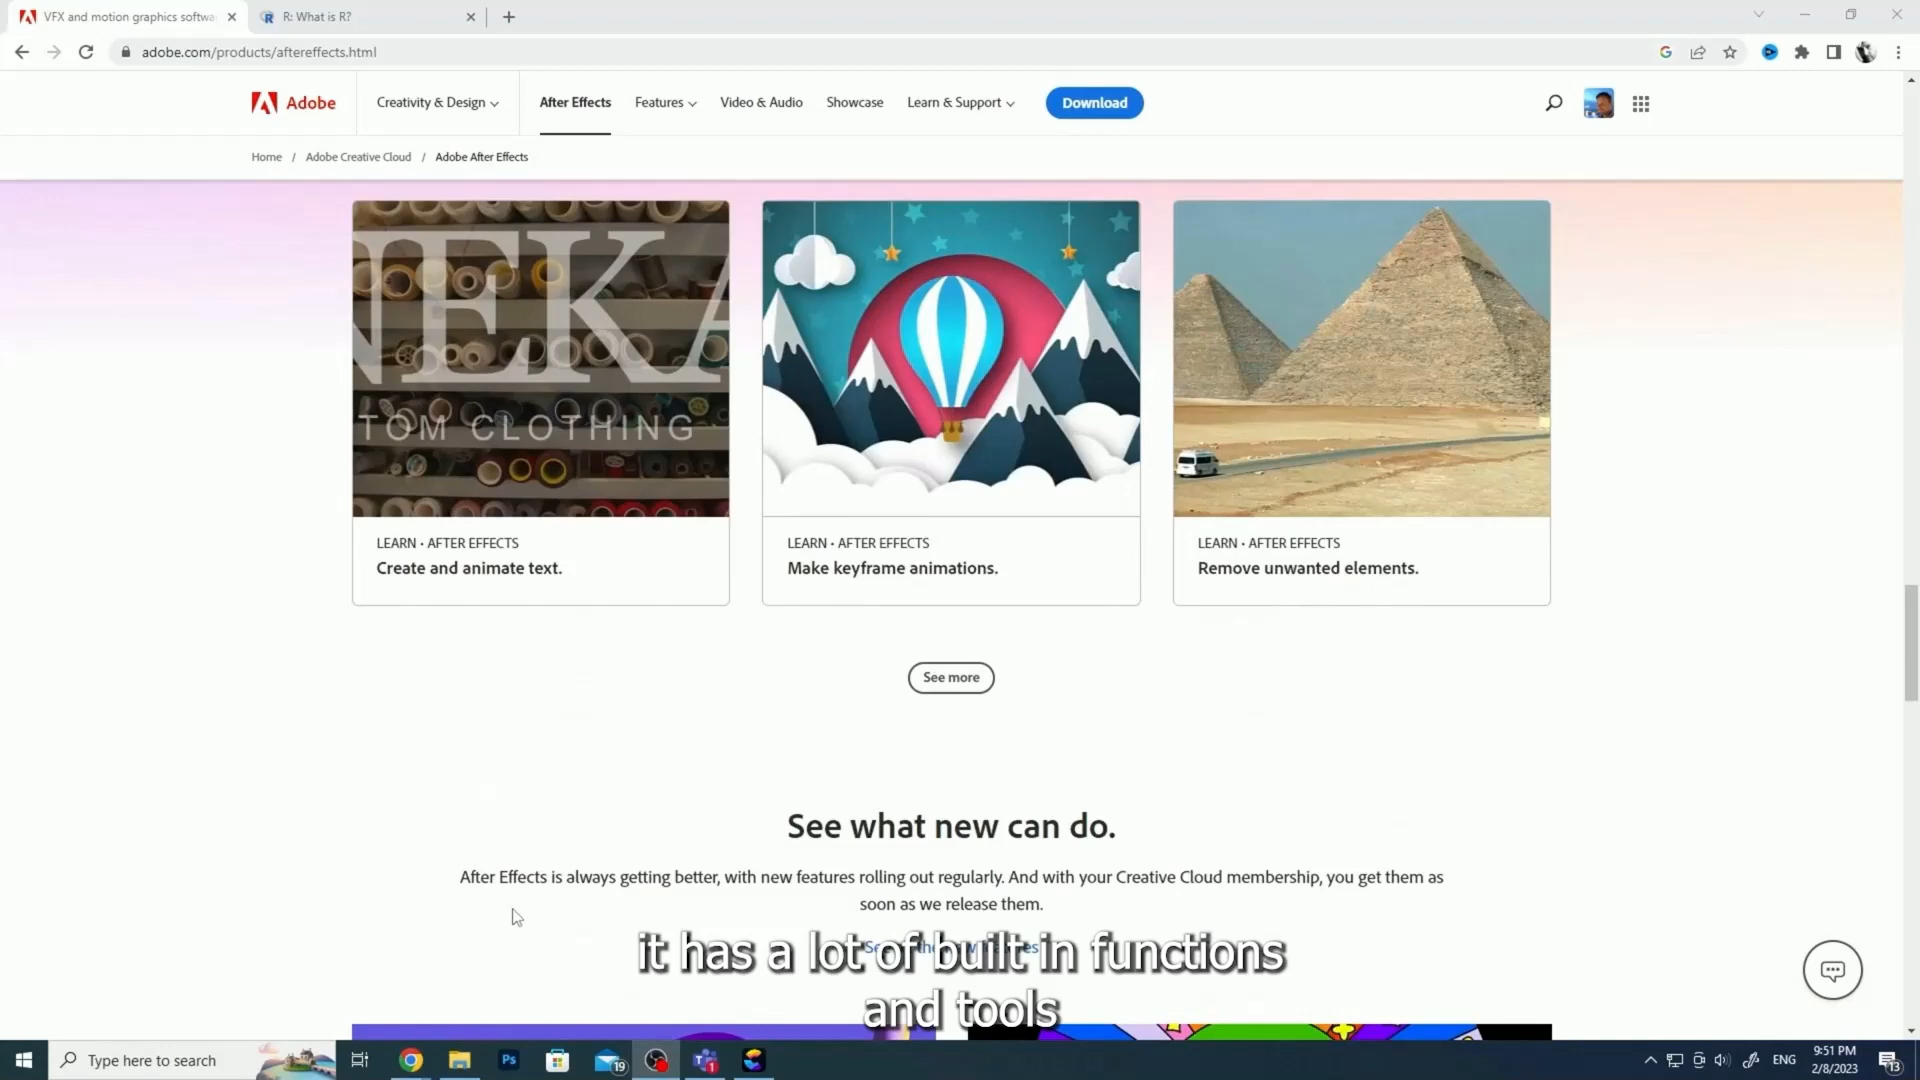 VFX and motion graphics softwa
R: What is R?
adobe.com/products/aftereffects.html
Adobe
Creativity & Design
After Effects
Features
Video & Audio
Showcase
Learn & Support
Download
Home / Adobe Creative Cloud / Adobe After Effects
NEKA
TOM CLOTHING
LEARN • AFTER EFFECTS
Create and animate text.
LEARN • AFTER EFFECTS
Make keyframe animations.
LEARN • AFTER EFFECTS
Remove unwanted elements.
See more
See what new can do.
After Effects is always getting better, with new features rolling out regularly. And with your Creative Cloud membership, you get them as
soon as we release them.
it has a lot of built in functions
and tools
Type here to search
Ps
19
1
ENG
9:51 PM
2/8/2023
13